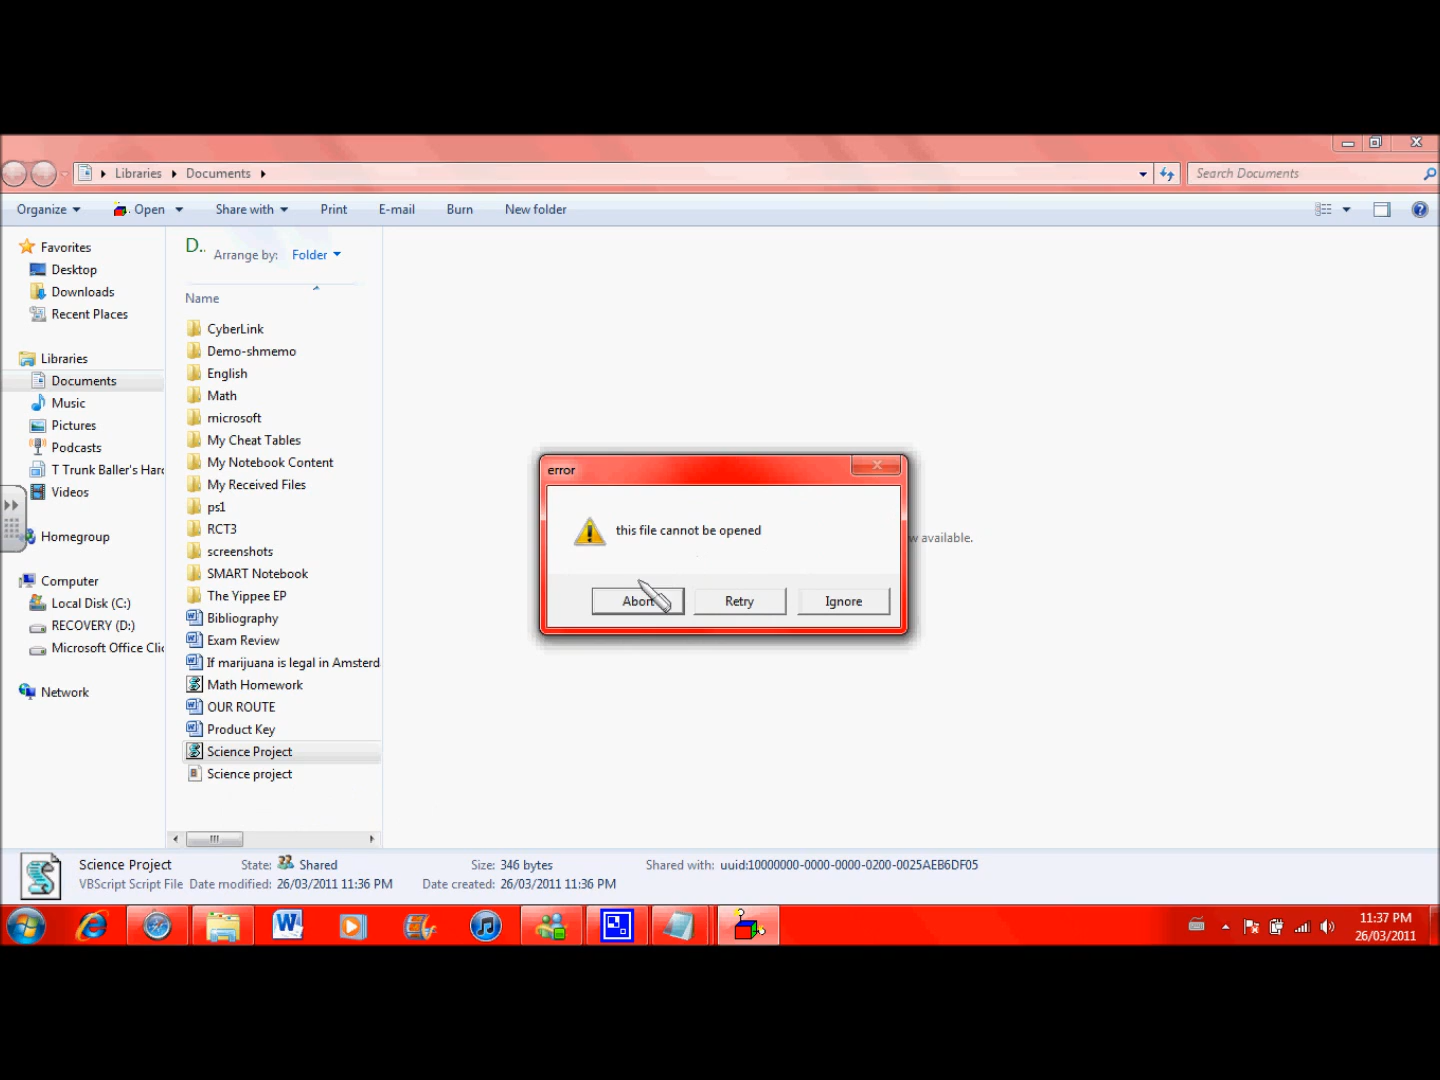 Libraries Documents
Search Documents
Organize Open Share with Print E-mail Burn New folder
D..
Arrange by: Folder
Name
Favorites
Desktop
Downloads
Recent Places
Libraries
Documents
Music
Pictures
Podcasts
T Trunk Baller's Hard
Videos
Homegroup
Computer
Local Disk (C:)
RECOVERY (D:)
Microsoft Office Clic
Network
CyberLink
Demo-shmemo
English
Math
microsoft
My Cheat Tables
My Notebook Content
My Received Files
ps1
RCT3
screenshots
SMART Notebook
The Yippee EP
Bibliography
Exam Review
If marijuana is legal in Amsterd
Math Homework
OUR ROUTE
Product Key
Science Project
Science project
error
this file cannot be opened
Abort Retry Ignore
available.
Science Project State: Shared Size: 346 bytes Shared with: uuid:10000000-0000-0000-0200-0025AEB6DF05
VBScript Script File Date modified: 26/03/2011 11:36 PM Date created: 26/03/2011 11:36 PM
11:37 PM
26/03/2011